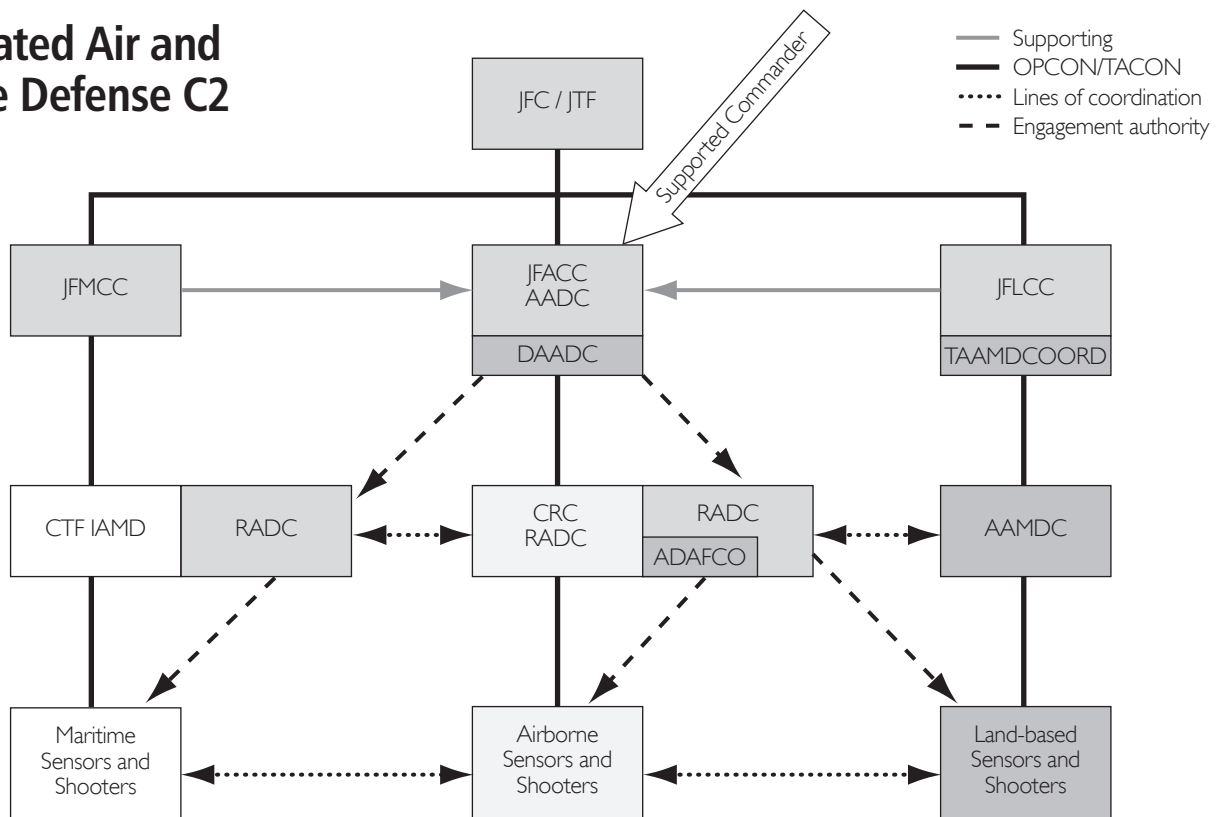 ated Air and
e Defense C2
JFC / JTF
Supported Commander
Supporting
OPCON/TACON
Lines of coordination
Engagement authority
JFMCC
JFACC
AADC
DAADC
JFLCC
TAAMDCOORD
CTF IAMD
RADC
CRC
RADC
RADC
ADAFCO
AAMDC
Maritime
Sensors and
Shooters
Airborne
Sensors and
Shooters
Land-based
Sensors and
Shooters